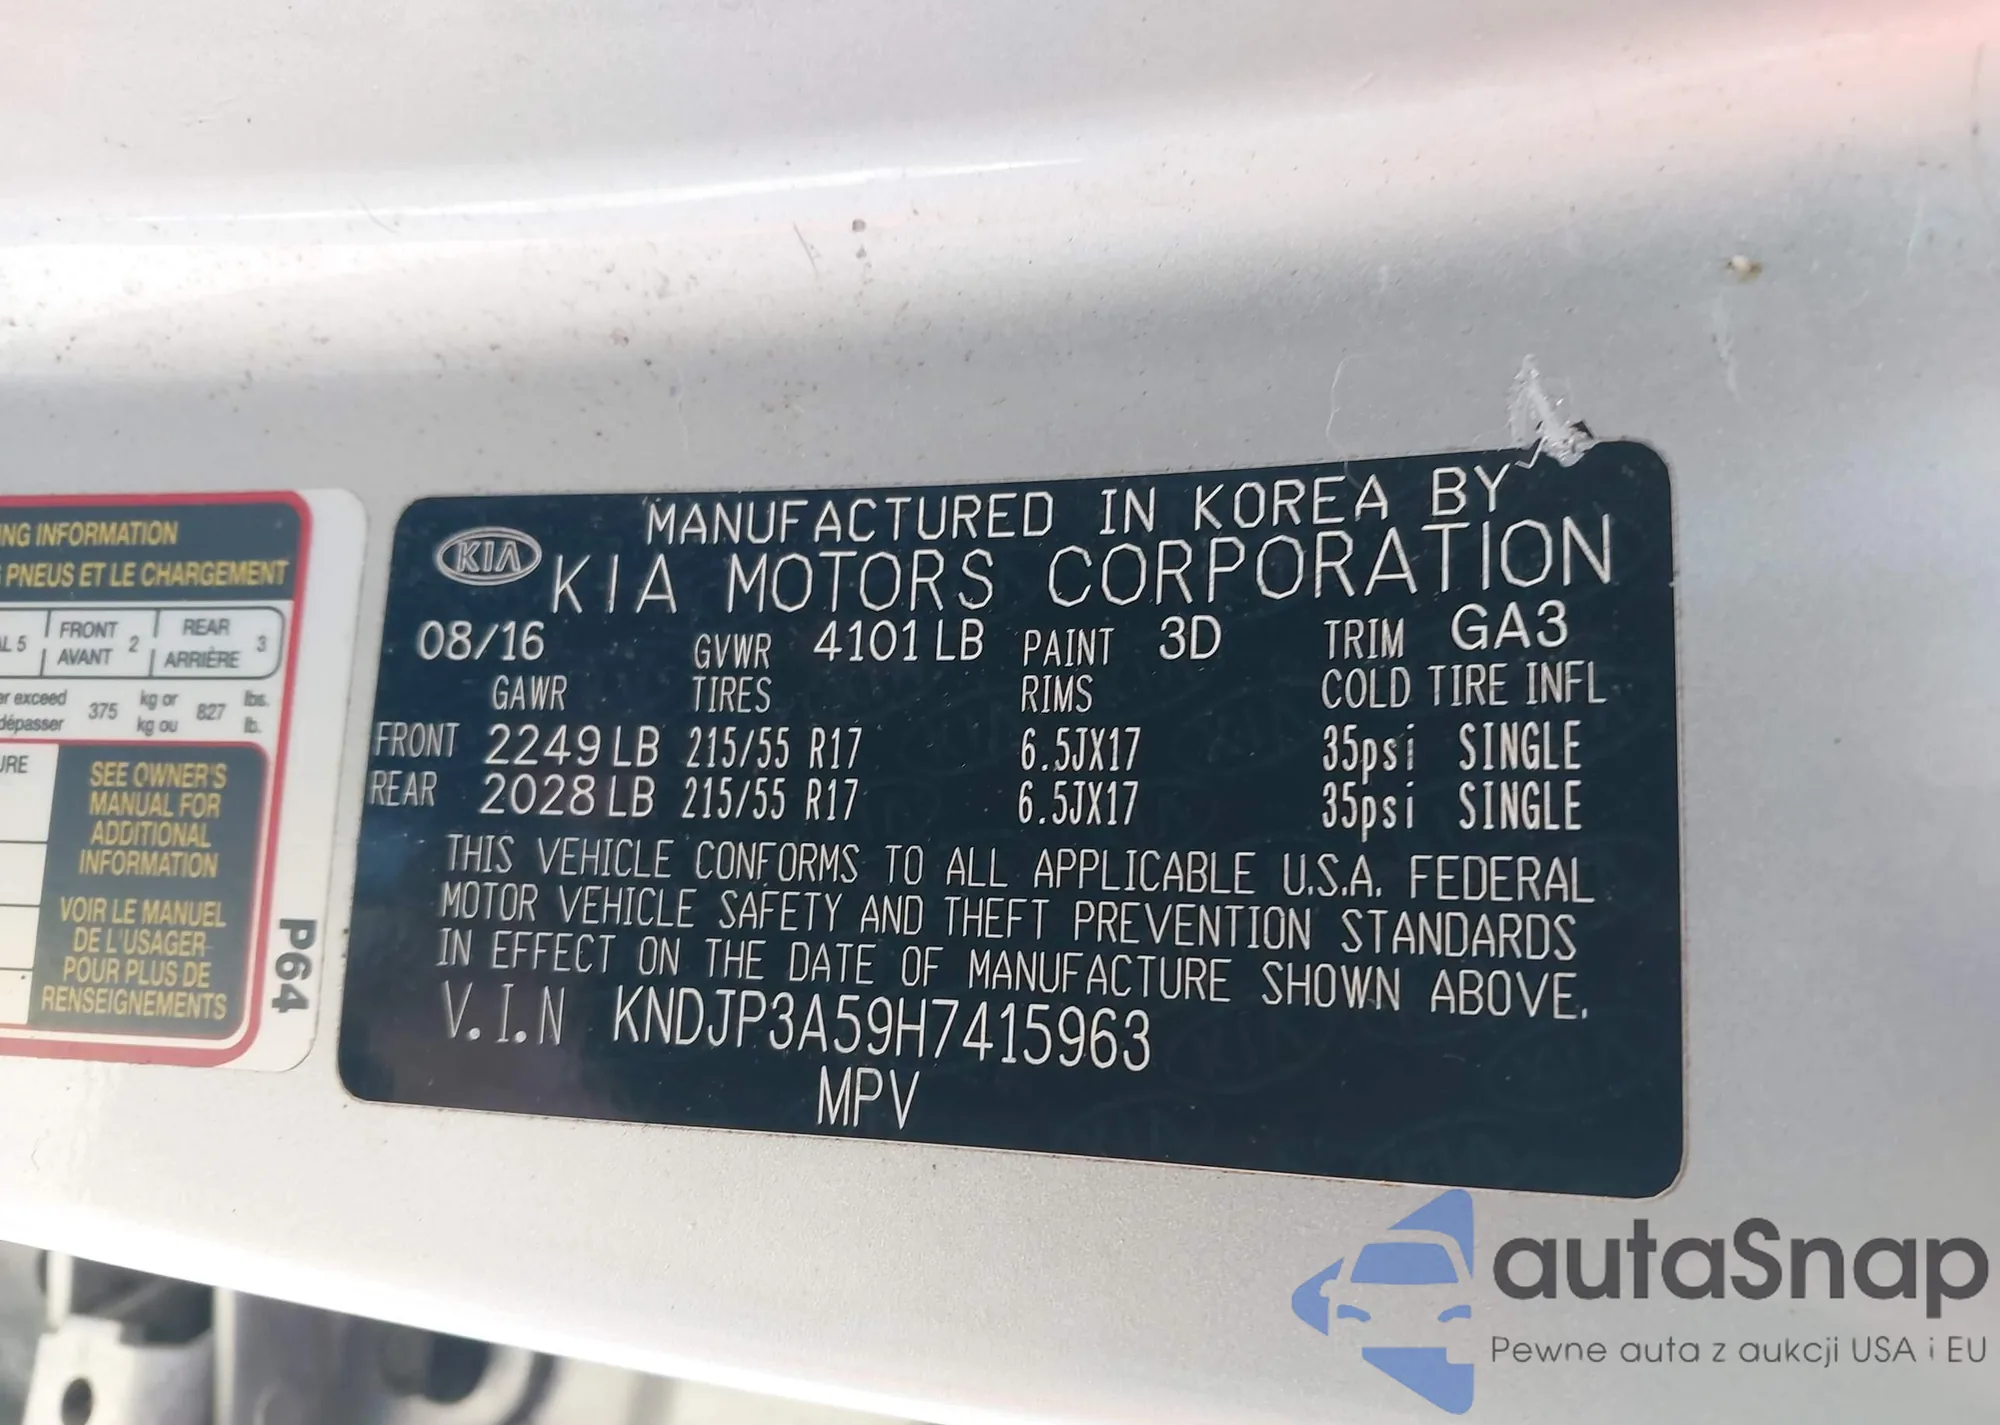 NG INFORMATION
PNEUS ET LE CHARGEMENT
AL 5 FRONT AVANT 2 REAR ARRIÈRE 3
er exceed 375 kg or 827 lbs.
dépasser kg ou lb.
URE
SEE OWNER'S
MANUAL FOR
ADDITIONAL
INFORMATION
VOIR LE MANUEL
DE L'USAGER
POUR PLUS DE
RENSEIGNEMENTS
P64
MANUFACTURED IN KOREA BY
KIA KIA MOTORS CORPORATION
08/16 GVWR 4101 LB PAINT 3D TRIM GA3
GAWR TIRES RIMS COLD TIRE INFL
FRONT 2249 LB 215/55 R17 6.5JX17 35psi SINGLE
REAR 2028 LB 215/55 R17 6.5JX17 35psi SINGLE
THIS VEHICLE CONFORMS TO ALL APPLICABLE U.S.A. FEDERAL
MOTOR VEHICLE SAFETY AND THEFT PREVENTION STANDARDS
IN EFFECT ON THE DATE OF MANUFACTURE SHOWN ABOVE.
V.I.N KNDJP3A59H7415963
MPV
autaSnap
Pewne auta z aukcji USA i EU